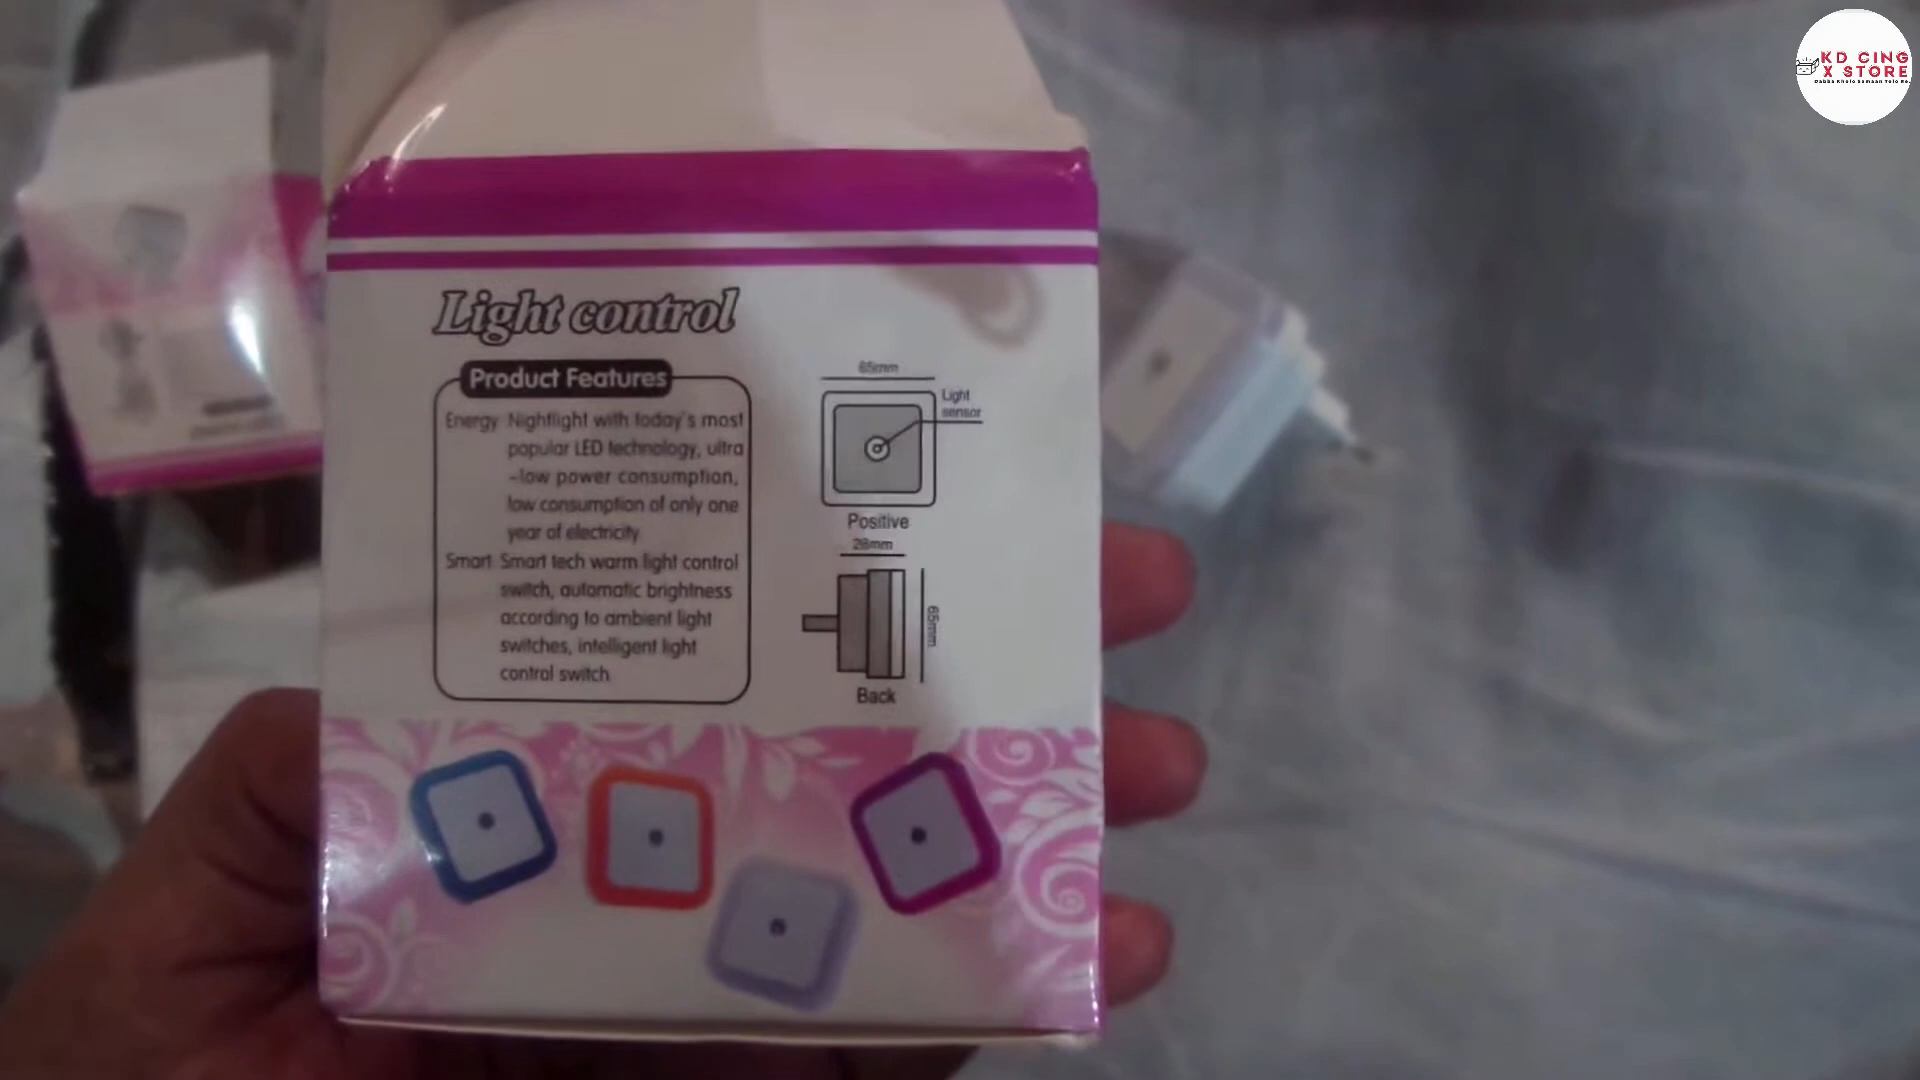 KD CING
X STORE
Light control
Product Features
Energy: Nightlight with today's most
popular LED technology, ultra
-low power consumption,
low consumption of only one
year of electricity
Smart: Smart tech warm light control
switch, automatic brightness
according to ambient light
switches, intelligent light
control switch
65mm
Light
sensor
Positive
28mm
65mm
Back